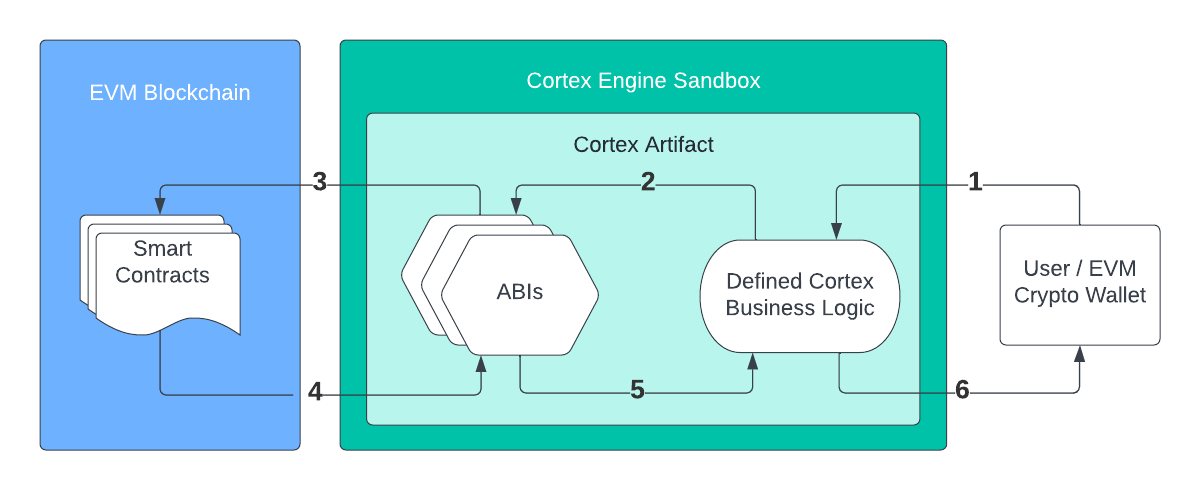 EVM Blockchain
Cortex Engine Sandbox
Cortex Artifact
3
2
1
Smart
Contracts
ABIs
Defined Cortex
Business Logic
User / EVM
Crypto Wallet
4
5
6